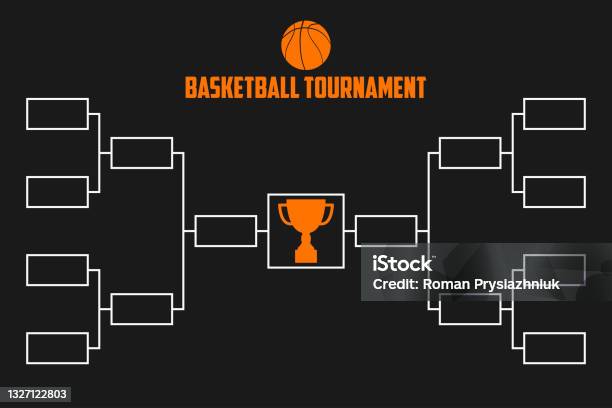 BASKETBALL TOURNAMENT
iStock
Credit: Roman Prysiazhniuk
1327122803